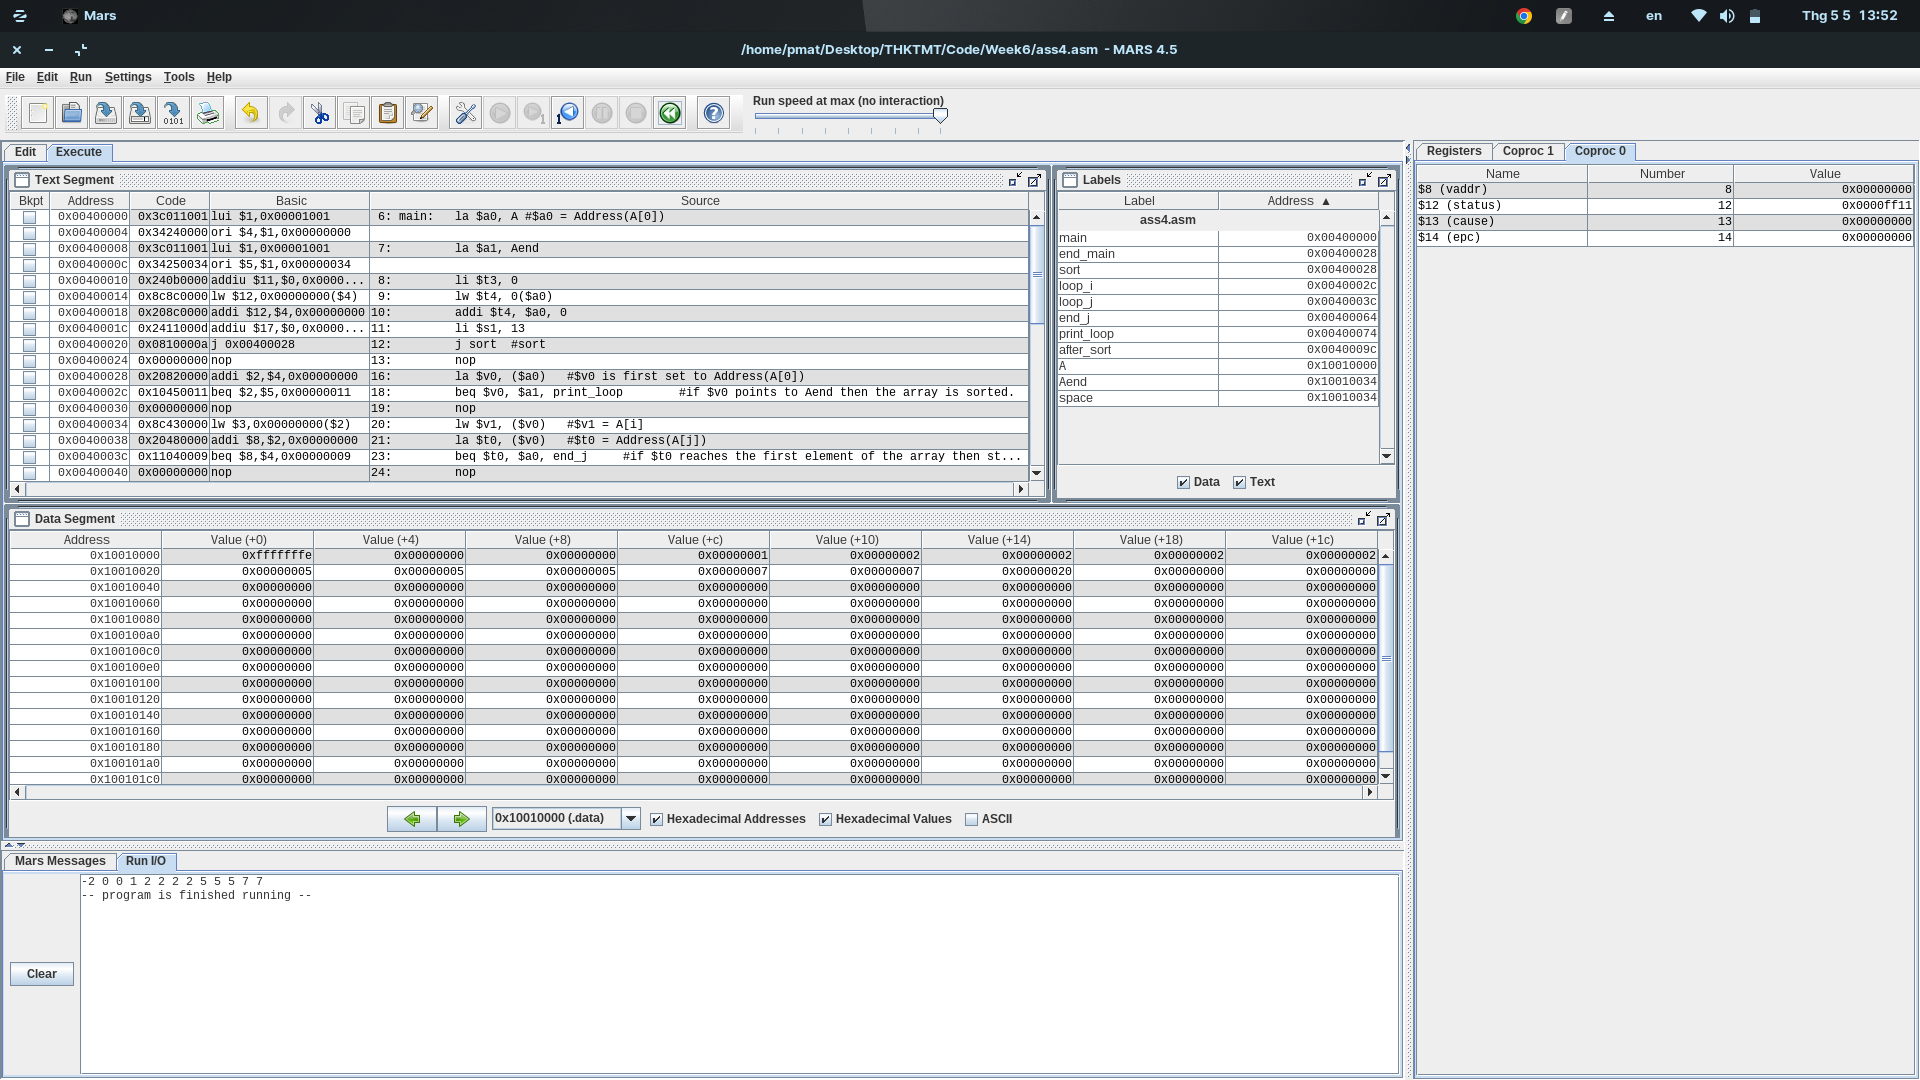 Mars
en
Thg 5 5 13:52
/home/pmat/Desktop/THKTMT/Code/Week6/ass4.asm - MARS 4.5
File Edit Run Settings Tools Help
Run speed at max (no interaction)
Edit Execute
Registers Coproc 1 Coproc 0
Text Segment
Bkpt Address Code Basic Source
0x00400000 0x3c011001 lui $1,0x00001001 6: main: la $a0, A #$a0 = Address(A[0])
0x00400004 0x34240000 ori $4,$1,0x00000000
0x00400008 0x3c011001 lui $1,0x00001001 7: la $a1, Aend
0x0040000c 0x34250034 ori $5,$1,0x00000034
0x00400010 0x240b0000 addiu $11,$0,0x0000... 8: li $t3, 0
0x00400014 0x8c8c0000 lw $12,0x00000000($4) 9: lw $t4, 0($a0)
0x00400018 0x208c0000 addi $12,$4,0x00000000 10: addi $t4, $a0, 0
0x0040001c 0x2411000d addiu $17,$0,0x0000... 11: li $s1, 13
0x00400020 0x0810000a j 0x00400028 12: j sort #sort
0x00400024 0x00000000 nop 13: nop
0x00400028 0x20820000 addi $2,$4,0x00000000 16: la $v0, ($a0) #$v0 is first set to Address(A[0])
0x0040002c 0x10450011 beq $2,$5,0x00000011 18: beq $v0, $a1, print_loop #if $v0 points to Aend then the array is sorted.
0x00400030 0x00000000 nop 19: nop
0x00400034 0x8c430000 lw $3,0x00000000($2) 20: lw $v1, ($v0) #$v1 = A[i]
0x00400038 0x20480000 addi $8,$2,0x00000000 21: la $t0, ($v0) #$t0 = Address(A[j])
0x0040003c 0x11040009 beq $8,$4,0x00000009 23: beq $t0, $a0, end_j #if $t0 reaches the first element of the array then st...
0x00400040 0x00000000 nop 24: nop
Labels
Label Address ▲
ass4.asm
main 0x00400000
end_main 0x00400028
sort 0x00400028
loop_i 0x0040002c
loop_j 0x0040003c
end_j 0x00400064
print_loop 0x00400074
after_sort 0x0040009c
A 0x10010000
Aend 0x10010034
space 0x10010034
Data Text
Name Number Value
$8 (vaddr) 8 0x00000000
$12 (status) 12 0x0000ff11
$13 (cause) 13 0x00000000
$14 (epc) 14 0x00000000
Data Segment
Address Value (+0) Value (+4) Value (+8) Value (+c) Value (+10) Value (+14) Value (+18) Value (+1c)
0x10010000 0xfffffffe 0x00000000 0x00000000 0x00000001 0x00000002 0x00000002 0x00000002 0x00000002
0x10010020 0x00000005 0x00000005 0x00000005 0x00000007 0x00000007 0x00000020 0x00000000 0x00000000
0x10010040 0x00000000 0x00000000 0x00000000 0x00000000 0x00000000 0x00000000 0x00000000 0x00000000
0x10010060 0x00000000 0x00000000 0x00000000 0x00000000 0x00000000 0x00000000 0x00000000 0x00000000
0x10010080 0x00000000 0x00000000 0x00000000 0x00000000 0x00000000 0x00000000 0x00000000 0x00000000
0x100100a0 0x00000000 0x00000000 0x00000000 0x00000000 0x00000000 0x00000000 0x00000000 0x00000000
0x100100c0 0x00000000 0x00000000 0x00000000 0x00000000 0x00000000 0x00000000 0x00000000 0x00000000
0x100100e0 0x00000000 0x00000000 0x00000000 0x00000000 0x00000000 0x00000000 0x00000000 0x00000000
0x10010100 0x00000000 0x00000000 0x00000000 0x00000000 0x00000000 0x00000000 0x00000000 0x00000000
0x10010120 0x00000000 0x00000000 0x00000000 0x00000000 0x00000000 0x00000000 0x00000000 0x00000000
0x10010140 0x00000000 0x00000000 0x00000000 0x00000000 0x00000000 0x00000000 0x00000000 0x00000000
0x10010160 0x00000000 0x00000000 0x00000000 0x00000000 0x00000000 0x00000000 0x00000000 0x00000000
0x10010180 0x00000000 0x00000000 0x00000000 0x00000000 0x00000000 0x00000000 0x00000000 0x00000000
0x100101a0 0x00000000 0x00000000 0x00000000 0x00000000 0x00000000 0x00000000 0x00000000 0x00000000
0x100101c0 0x00000000 0x00000000 0x00000000 0x00000000 0x00000000 0x00000000 0x00000000 0x00000000
0x10010000 (.data) Hexadecimal Addresses Hexadecimal Values ASCII
Mars Messages Run I/O
-2 0 0 1 2 2 2 2 5 5 5 7 7
-- program is finished running --
Clear